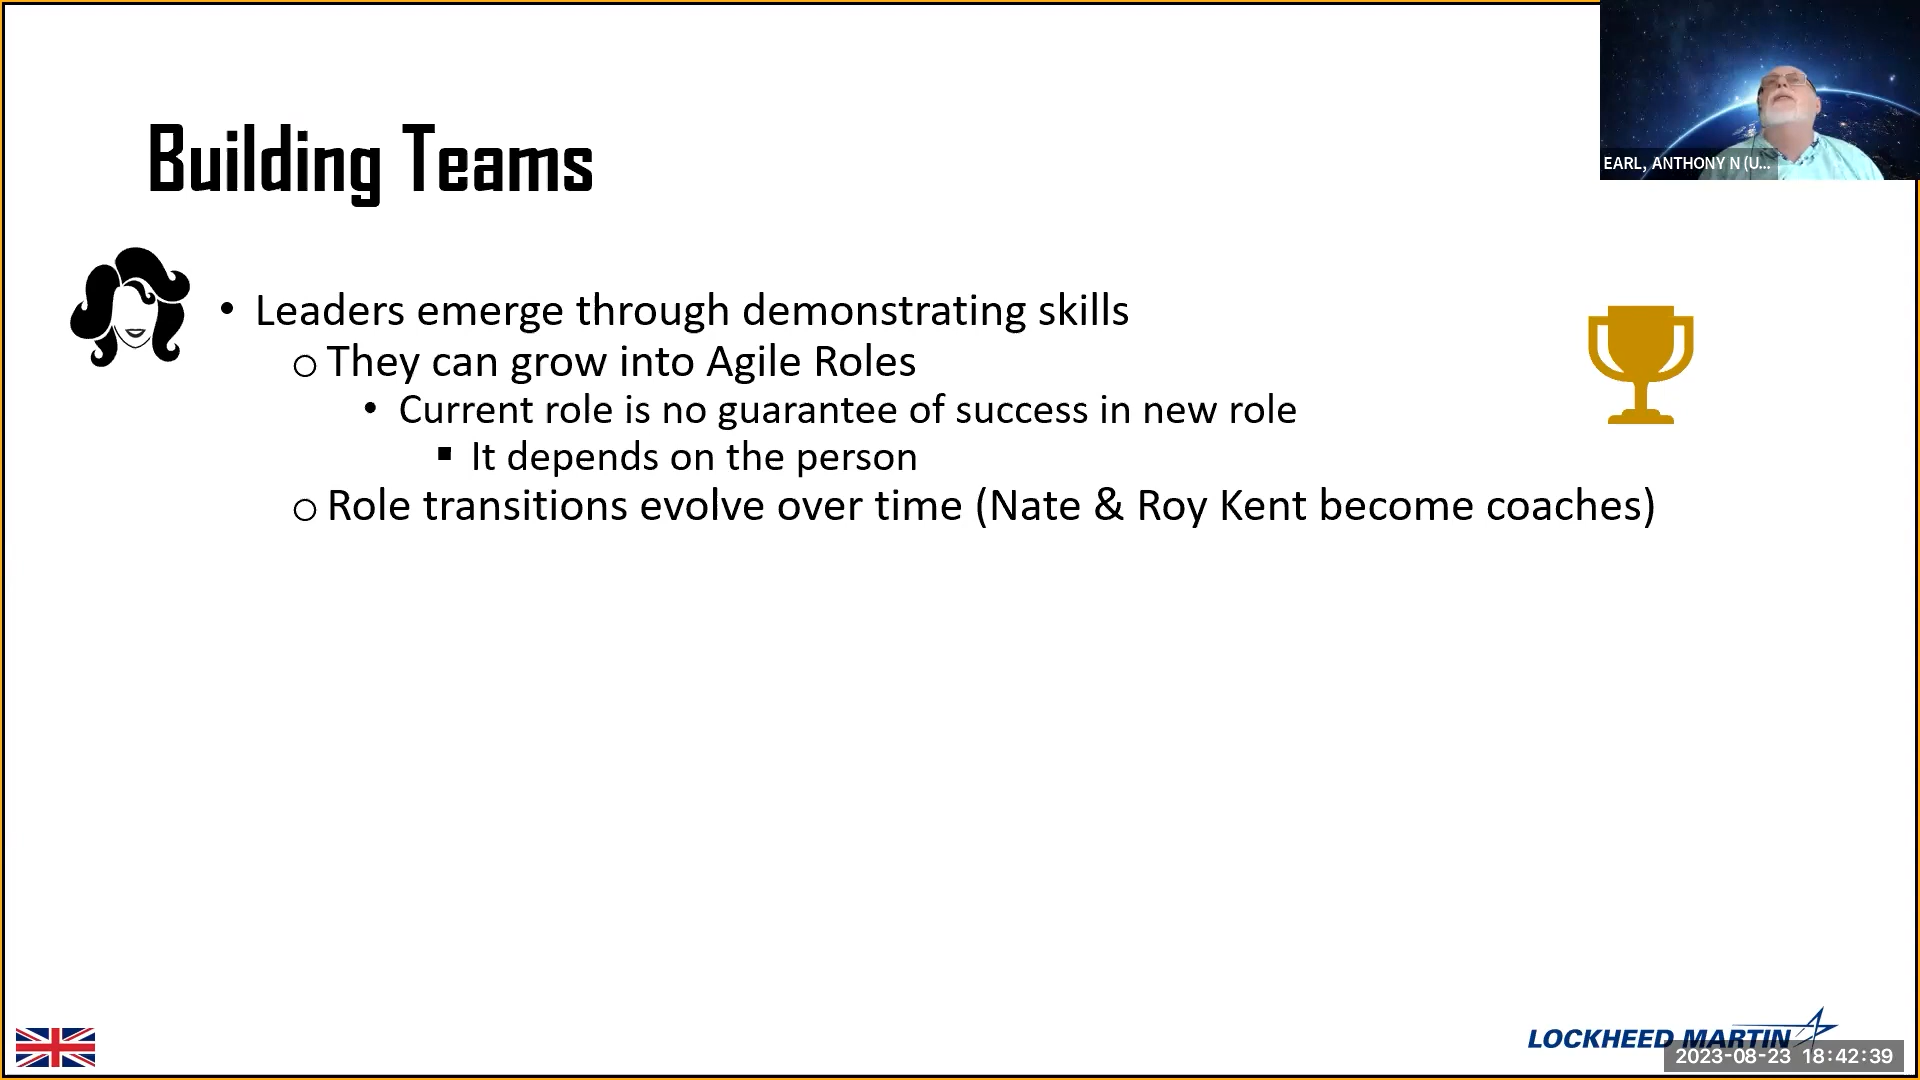 Building Teams
EARL, ANTHONY N (U...
• Leaders emerge through demonstrating skills
o They can grow into Agile Roles
• Current role is no guarantee of success in new role
▪ It depends on the person
o Role transitions evolve over time (Nate & Roy Kent become coaches)
LOCKHEED MARTIN
2023-08-23 18:42:39